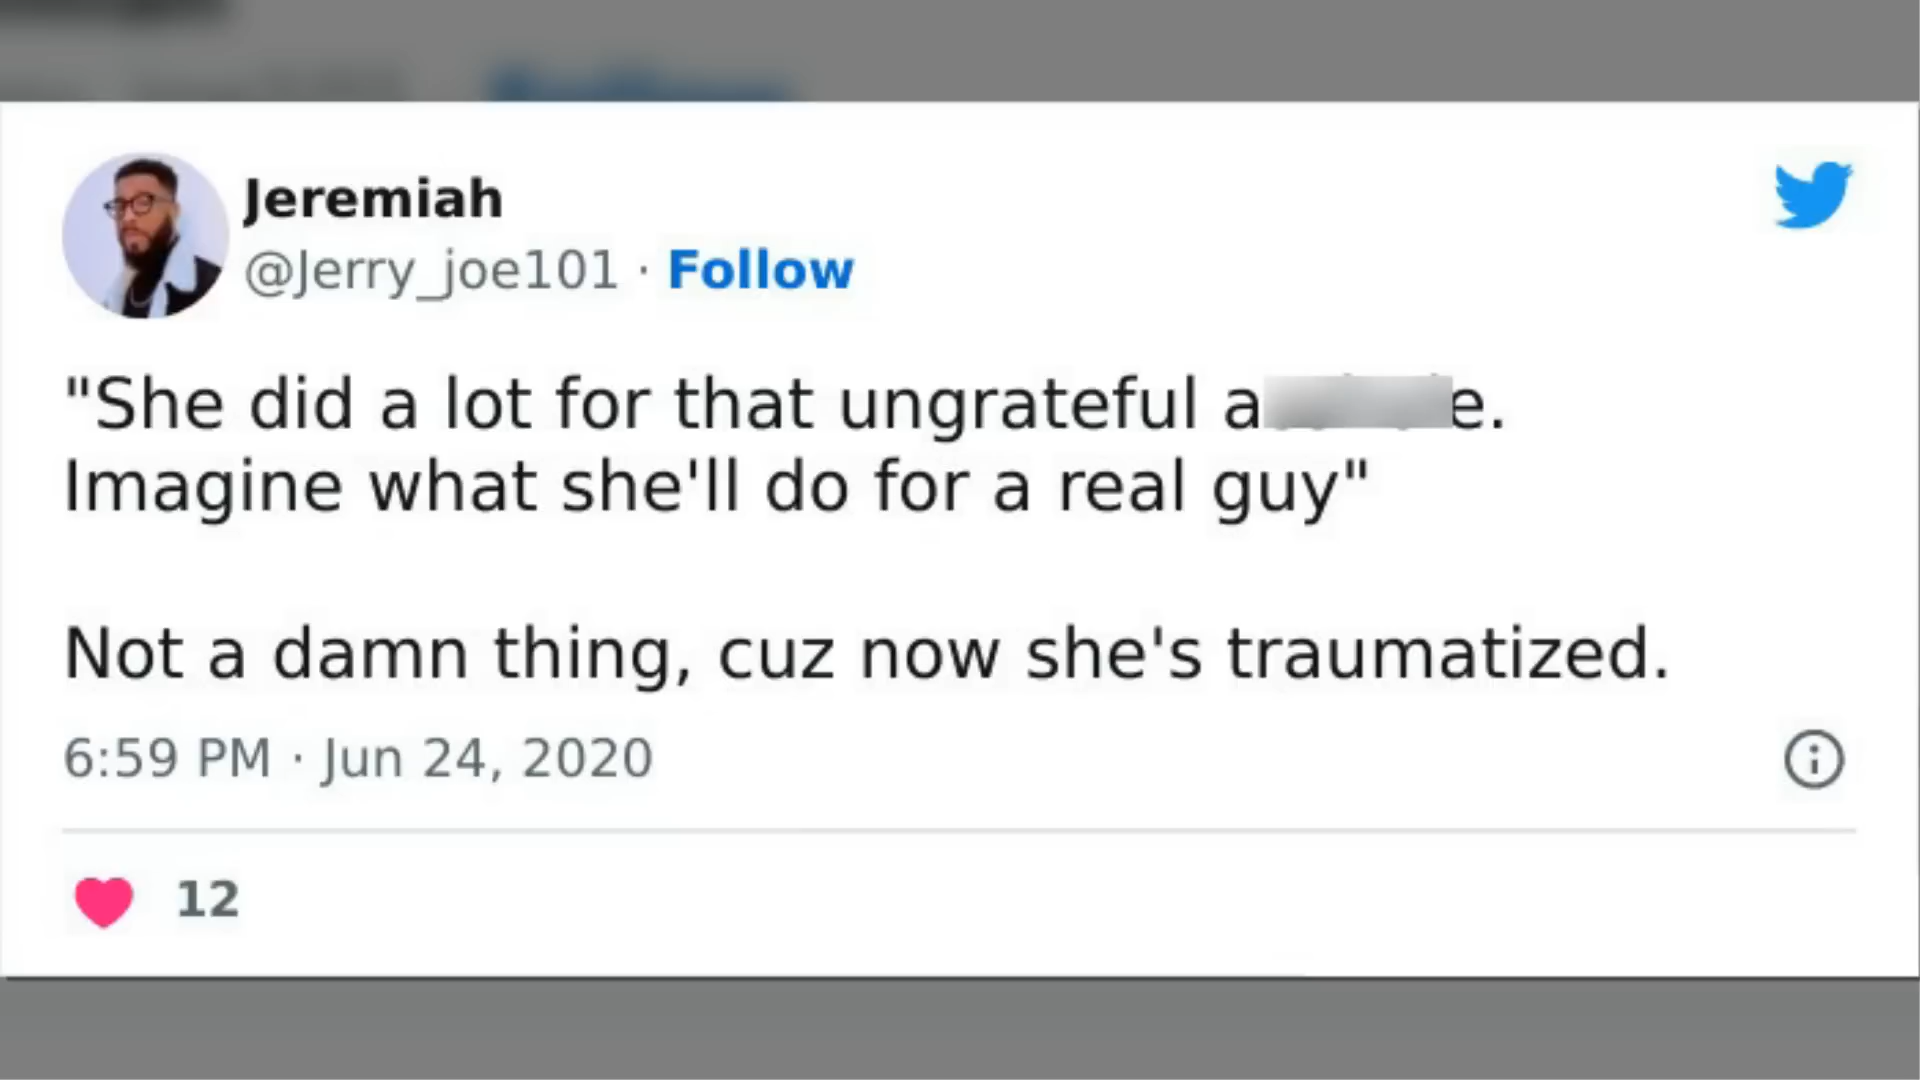 Jeremiah
@Jerry_joe101 · Follow
"She did a lot for that ungrateful a e.
Imagine what she'll do for a real guy"
Not a damn thing, cuz now she's traumatized.
6:59 PM · Jun 24, 2020
12